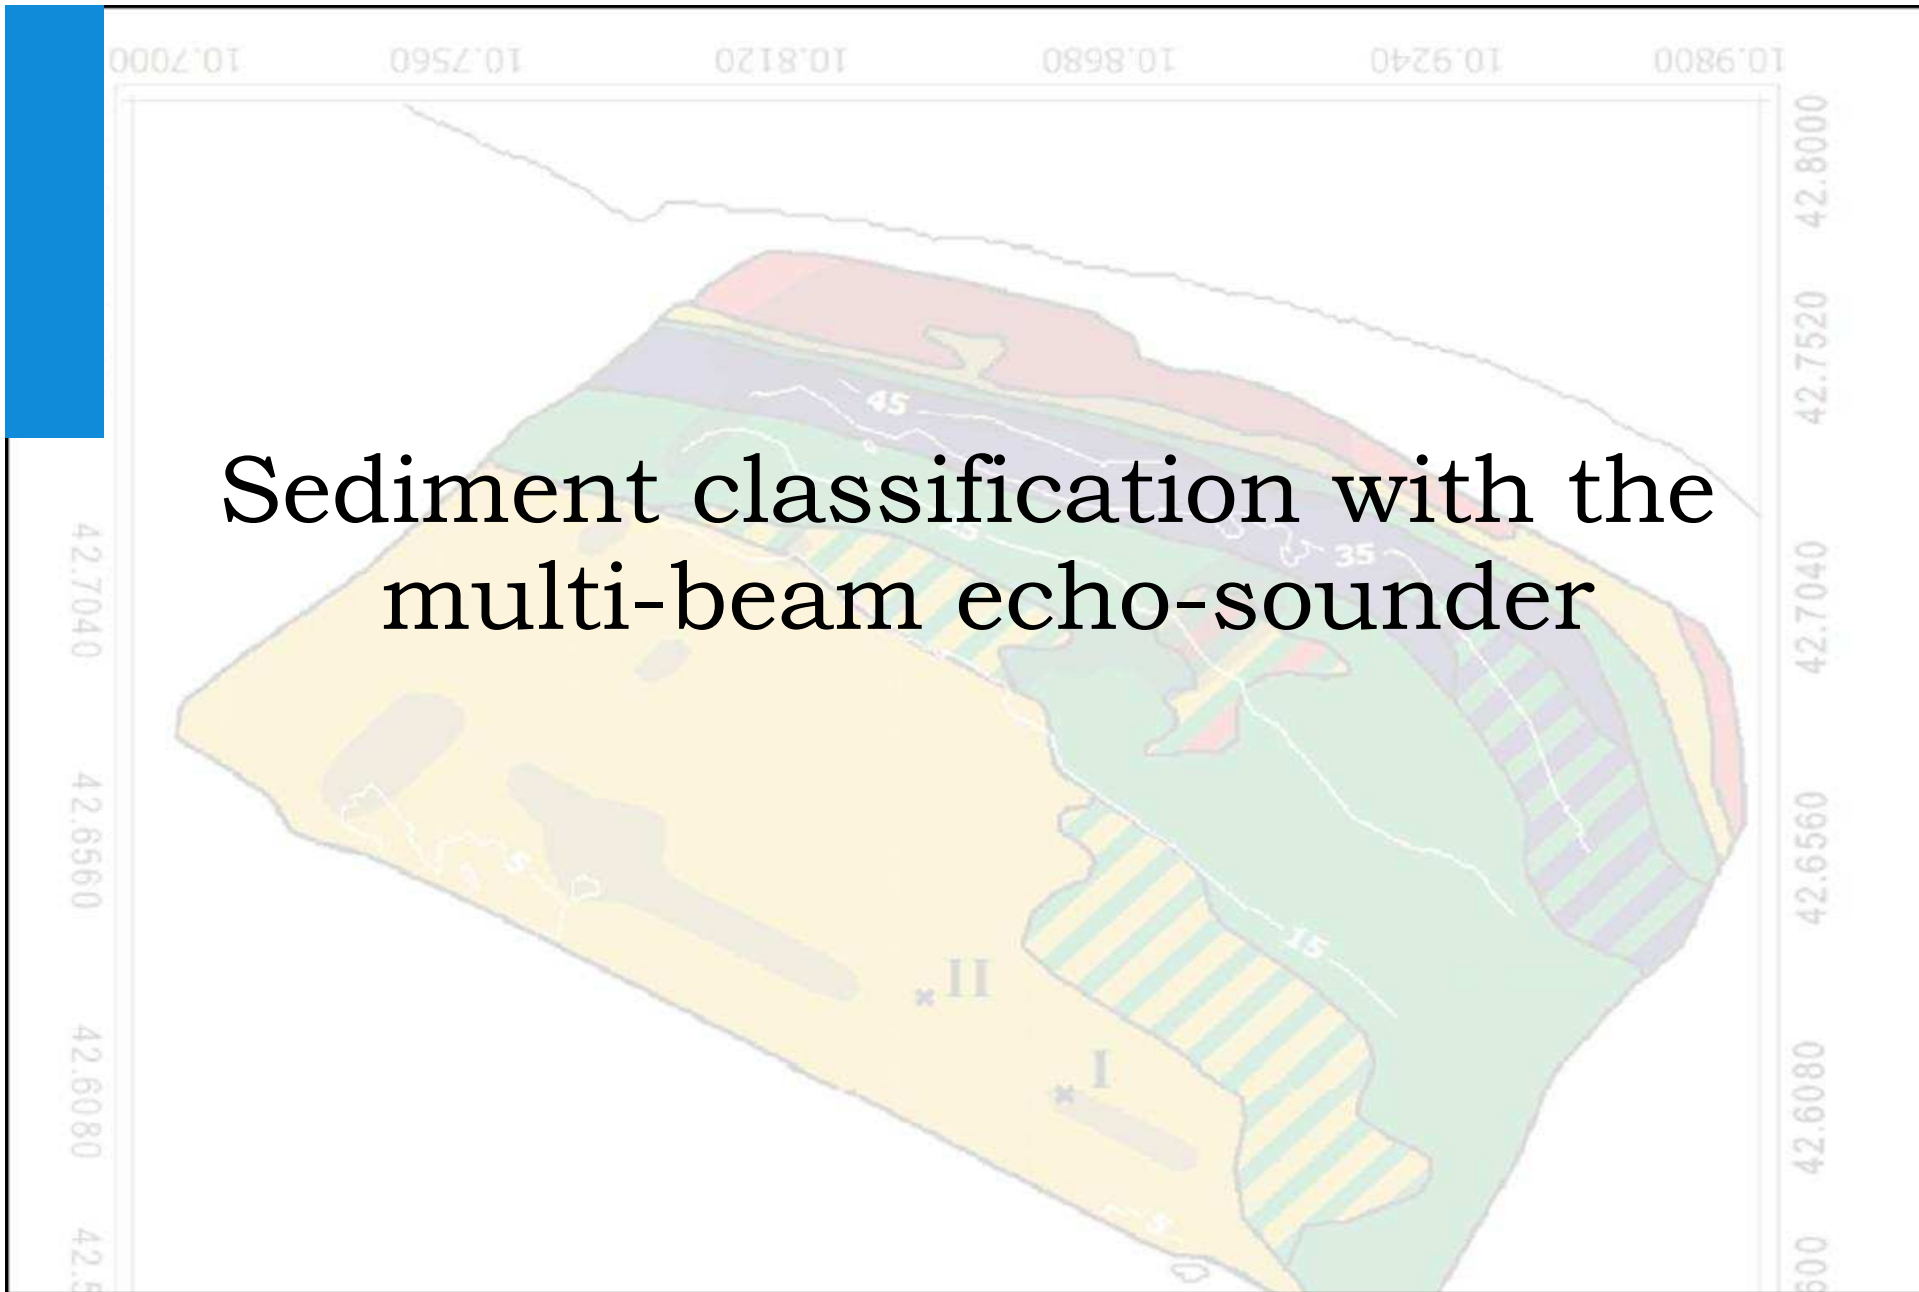 10.7000 10.7560 10.8120 10.8680 10.9240 10.9800
42.8000
42.7520
45
Sediment classification with the
35
multi-beam echo-sounder
42.7040 42.7040
42.6560 42.6560
5
15
II
I
42.6080 42.6080
5